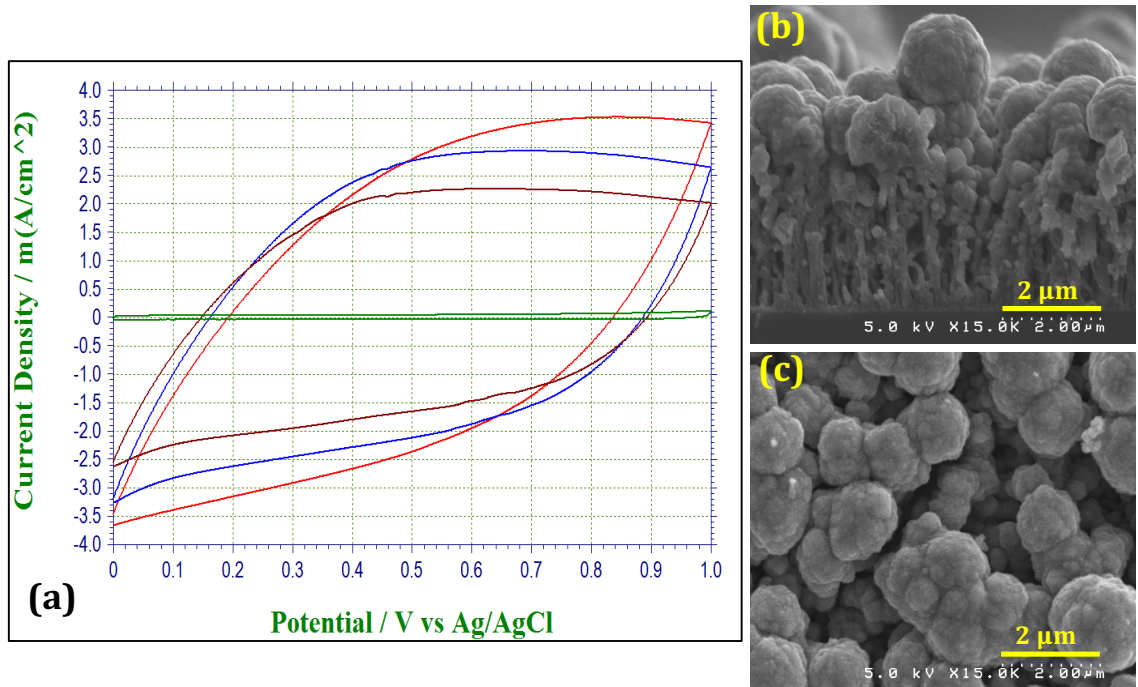 (a)
Current Density / m(A/cm^2)
4.0
3.5
3.0
2.5
2.0
1.5
1.0
0.5
0
-0.5
-1.0
-1.5
-2.0
-2.5
-3.0
-3.5
-4.0
0 0.1 0.2 0.3 0.4 0.5 0.6 0.7 0.8 0.9 1.0
Potential / V vs Ag/AgCl
(b)
2 μm
5.0 kV X15.0K 2.00μm
(c)
2 μm
5.0 kV X15.0K 2.00μm